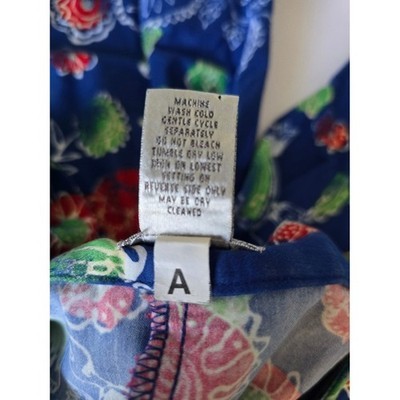 MACHINE
WASH COLD
GENTLE CYCLE
SEPARATELY
DO NOT BLEACH
TUMBLE DRY LOW
IRON ON LOWEST
SETTING ON
REVERSE SIDE ONLY
MAY BE DRY
CLEANED
A